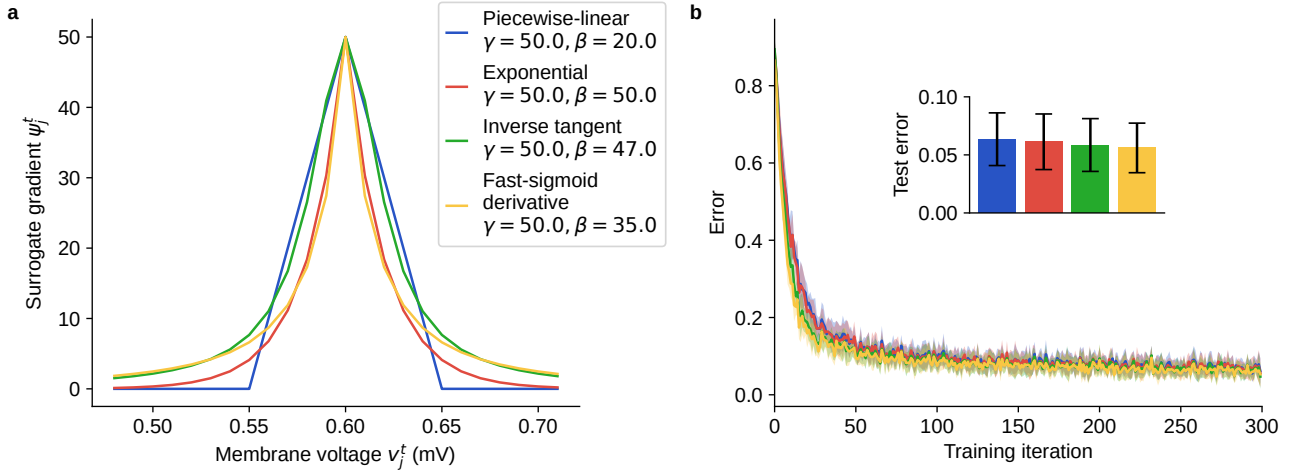 a
50
40
30
20
10
0
Surrogate gradient ψ_j^t
0.50
0.55
0.60
0.65
0.70
Membrane voltage v_j^t (mV)
Piecewise-linear
γ = 50.0, β = 20.0
Exponential
γ = 50.0, β = 50.0
Inverse tangent
γ = 50.0, β = 47.0
Fast-sigmoid
derivative
γ = 50.0, β = 35.0
b
0.8
0.6
0.4
0.2
0.0
Error
0
50
100
150
200
250
300
Training iteration
0.10
0.05
0.00
Test error